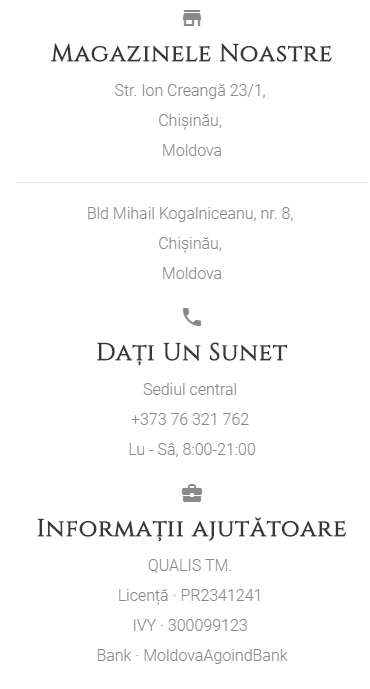 Magazinele Noastre
Str. Ion Creangă 23/1,
Chișinău,
Moldova
Bld Mihail Kogalniceanu, nr. 8,
Chișinău,
Moldova
Dați Un Sunet
Sediul central
+373 76 321 762
Lu - Sâ, 8:00-21:00
Informații ajutătoare
QUALIS TM.
Licență · PR2341241
IVY · 300099123
Bank · MoldovaAgoindBank